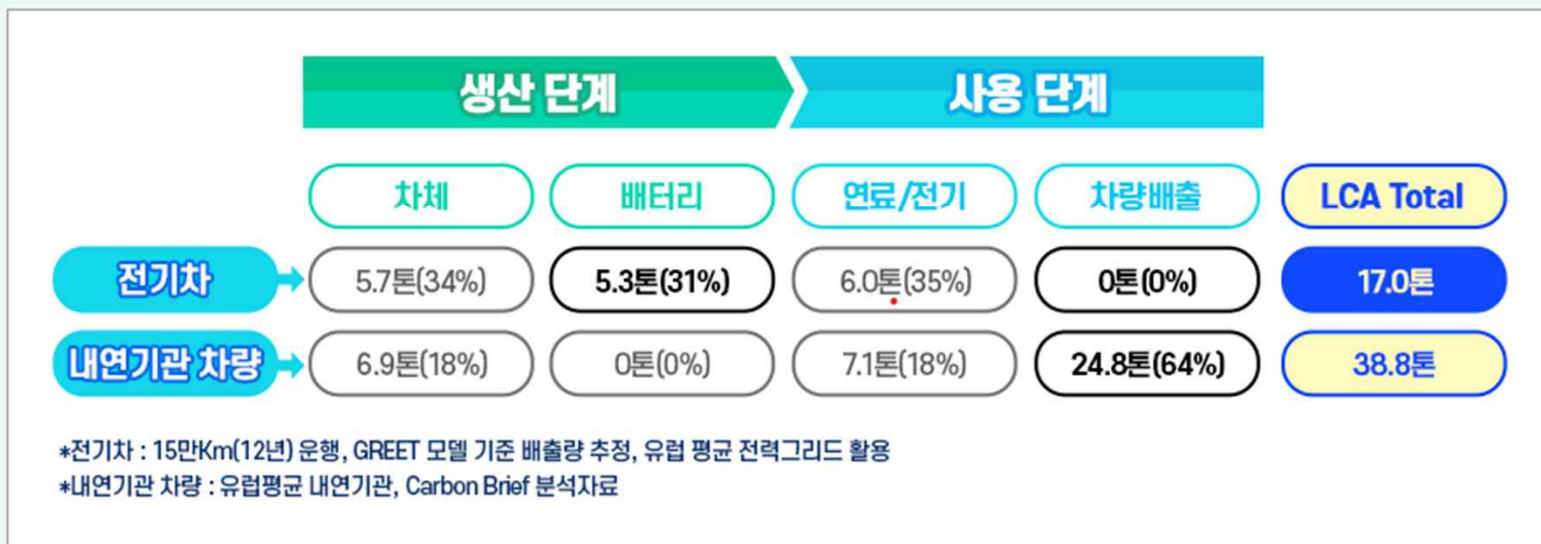 생산 단계 사용 단계
차체 배터리 연료/전기 차량배출 LCA Total
전기차 5.7톤(34%) 5.3톤(31%) 6.0톤(35%) 0톤(0%) 17.0톤
내연기관 차량 6.9톤(18%) 0톤(0%) 7.1톤(18%) 24.8톤(64%) 38.8톤
*전기차 : 15만Km(12년) 운행, GREET 모델 기준 배출량 추정, 유럽 평균 전력그리드 활용
*내연기관 차량 : 유럽평균 내연기관, Carbon Brief 분석자료